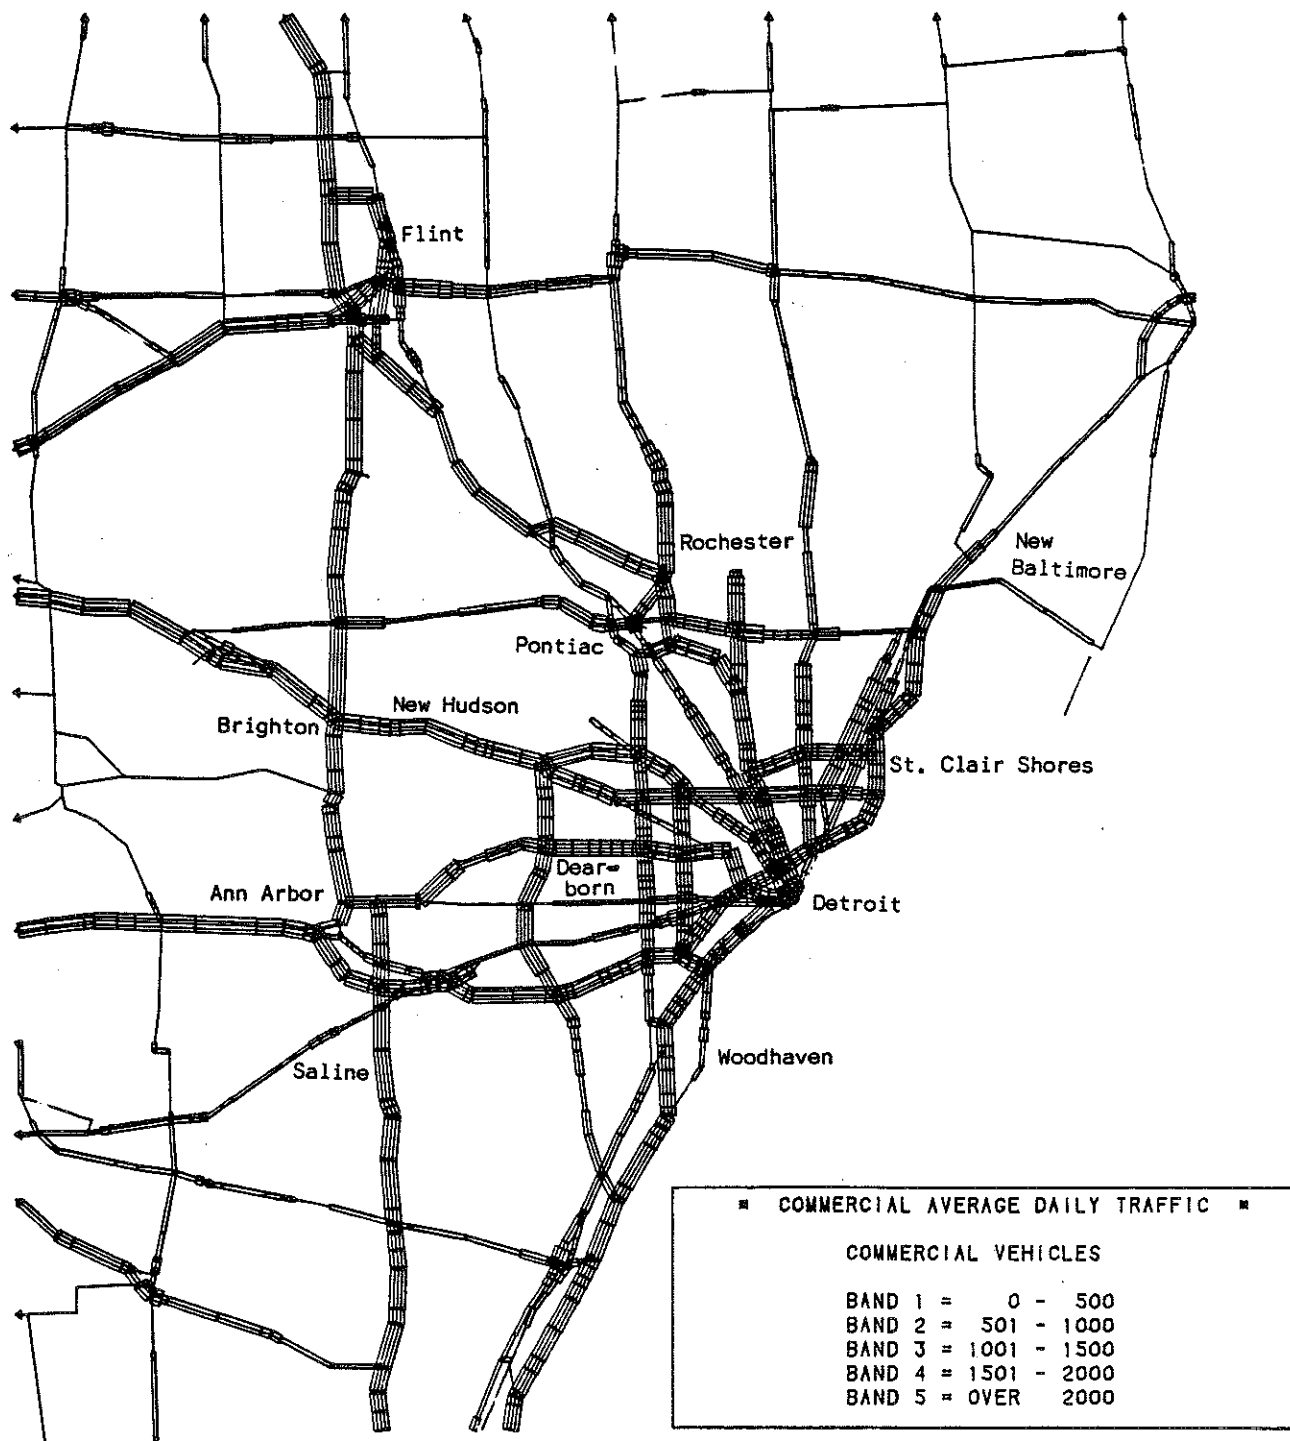 Flint
Rochester
New
Baltimore
Pontiac
New Hudson
Brighton
St. Clair Shores
Dear-
born
Ann Arbor
Detroit
Saline
Woodhaven
* COMMERCIAL AVERAGE DAILY TRAFFIC *
COMMERCIAL VEHICLES
BAND 1 = 0 - 500
BAND 2 = 501 - 1000
BAND 3 = 1001 - 1500
BAND 4 = 1501 - 2000
BAND 5 = OVER 2000